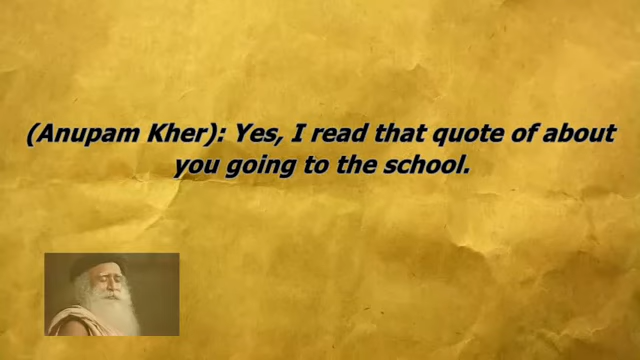 (Anupam Kher): Yes, I read that quote of about
you going to the school.